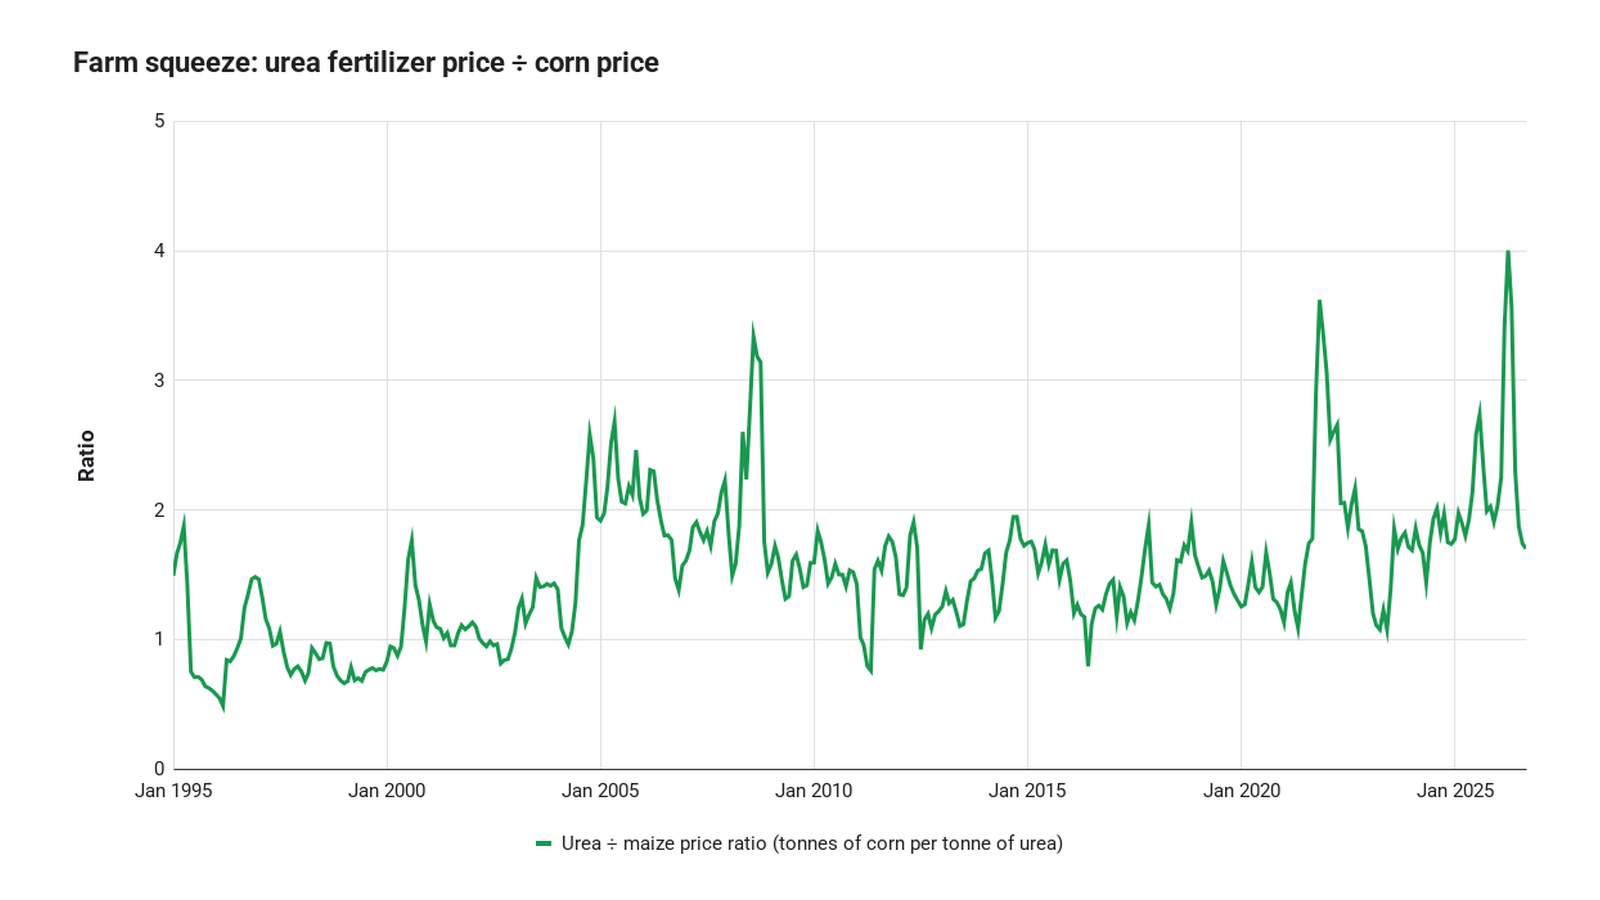 Farm squeeze: urea fertilizer price ÷ corn price
5
4
3
2
1
0
Ratio
Jan 1995 Jan 2000 Jan 2005 Jan 2010 Jan 2015 Jan 2020 Jan 2025
Urea ÷ maize price ratio (tonnes of corn per tonne of urea)